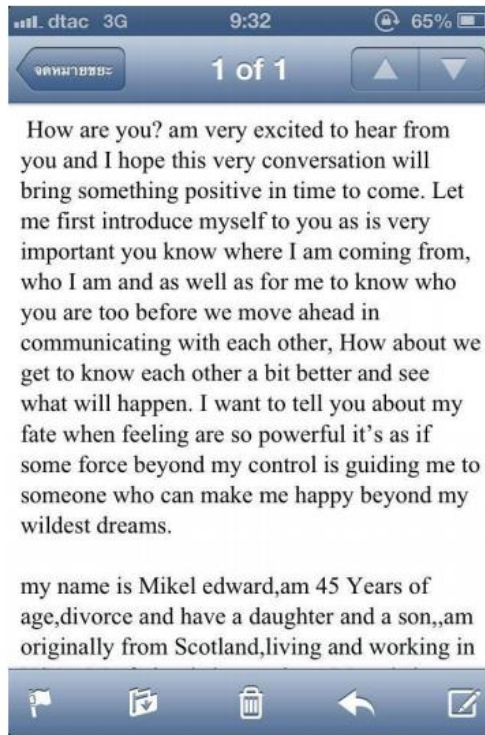 dtac 3G 9:32 65%
จดหมายขยะ 1 of 1
How are you? am very excited to hear from
you and I hope this very conversation will
bring something positive in time to come. Let
me first introduce myself to you as is very
important you know where I am coming from,
who I am and as well as for me to know who
you are too before we move ahead in
communicating with each other, How about we
get to know each other a bit better and see
what will happen. I want to tell you about my
fate when feeling are so powerful it’s as if
some force beyond my control is guiding me to
someone who can make me happy beyond my
wildest dreams.
my name is Mikel edward,am 45 Years of
age,divorce and have a daughter and a son,,am
originally from Scotland,living and working in